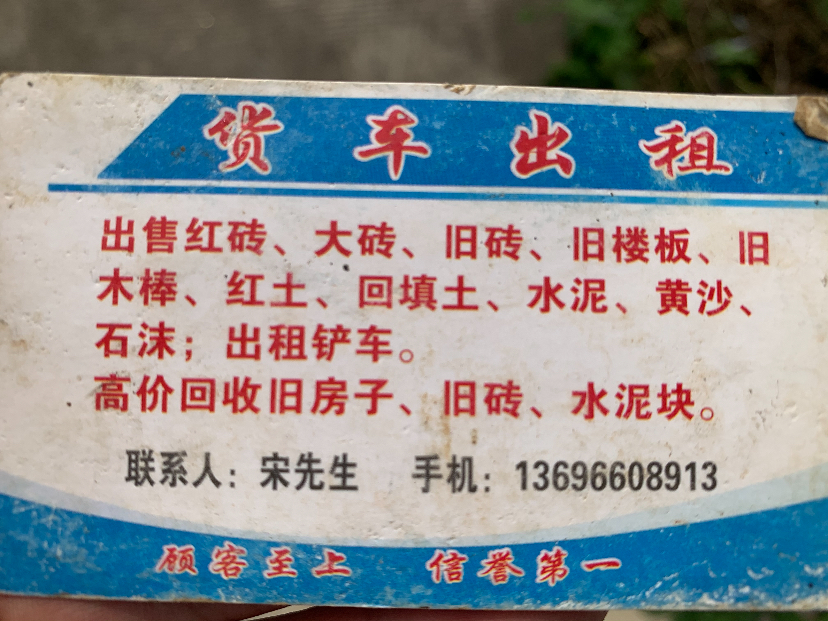 货车出租
出售红砖、大砖、旧砖、旧楼板、旧
木棒、红土、回填土、水泥、黄沙、
石沫；出租铲车。
高价回收旧房子、旧砖、水泥块。
联系人：宋先生 手机：13696608913
顾客至上 信誉第一